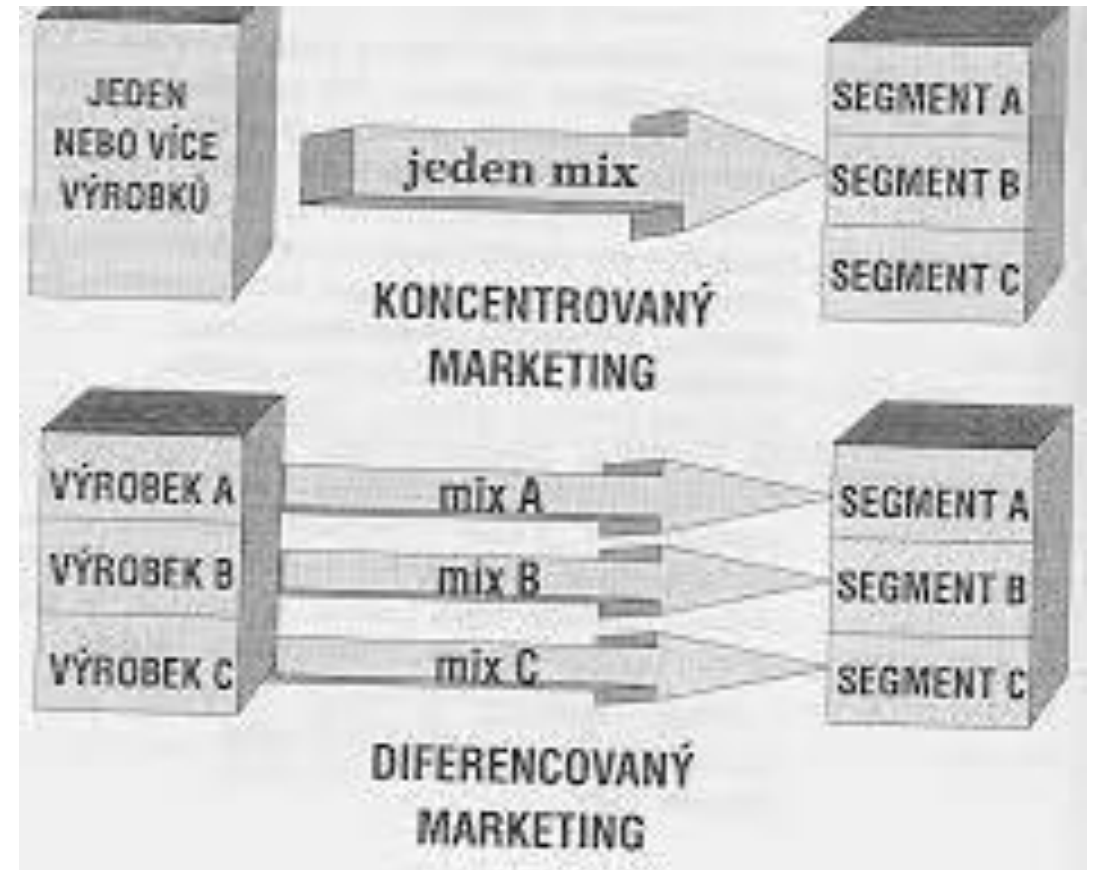 JEDEN
NEBO VÍCE
VÝROBKŮ
jeden mix
SEGMENT A
SEGMENT B
SEGMENT C
KONCENTROVANÝ
MARKETING
VÝROBEK A
mix A
SEGMENT A
VÝROBEK B
mix B
SEGMENT B
VÝROBEK C
mix C
SEGMENT C
DIFERENCOVANÝ
MARKETING